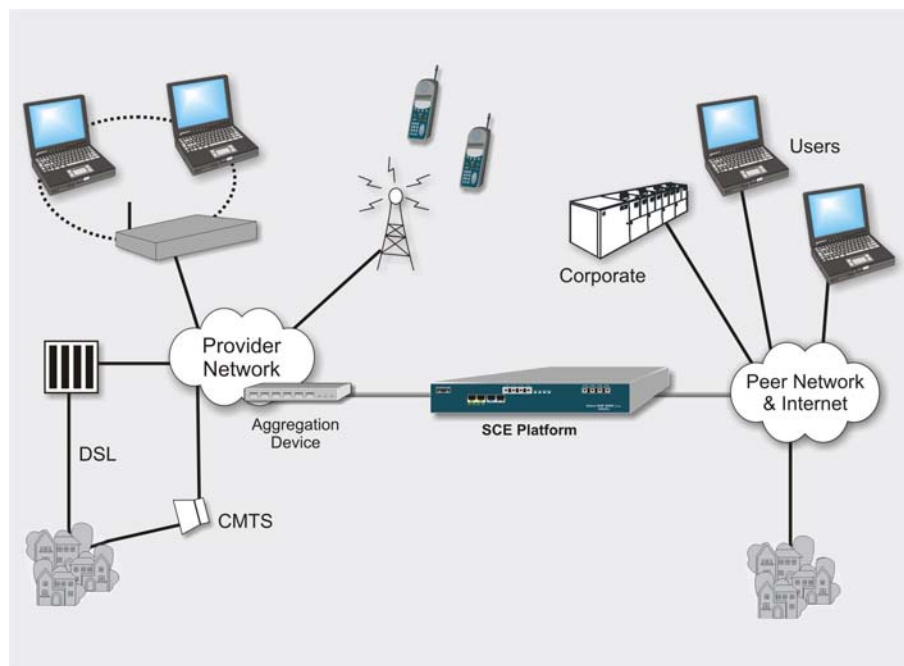 Users
Corporate
Provider
Network
Peer Network
& Internet
Aggregation
Device
SCE Platform
DSL
CMTS